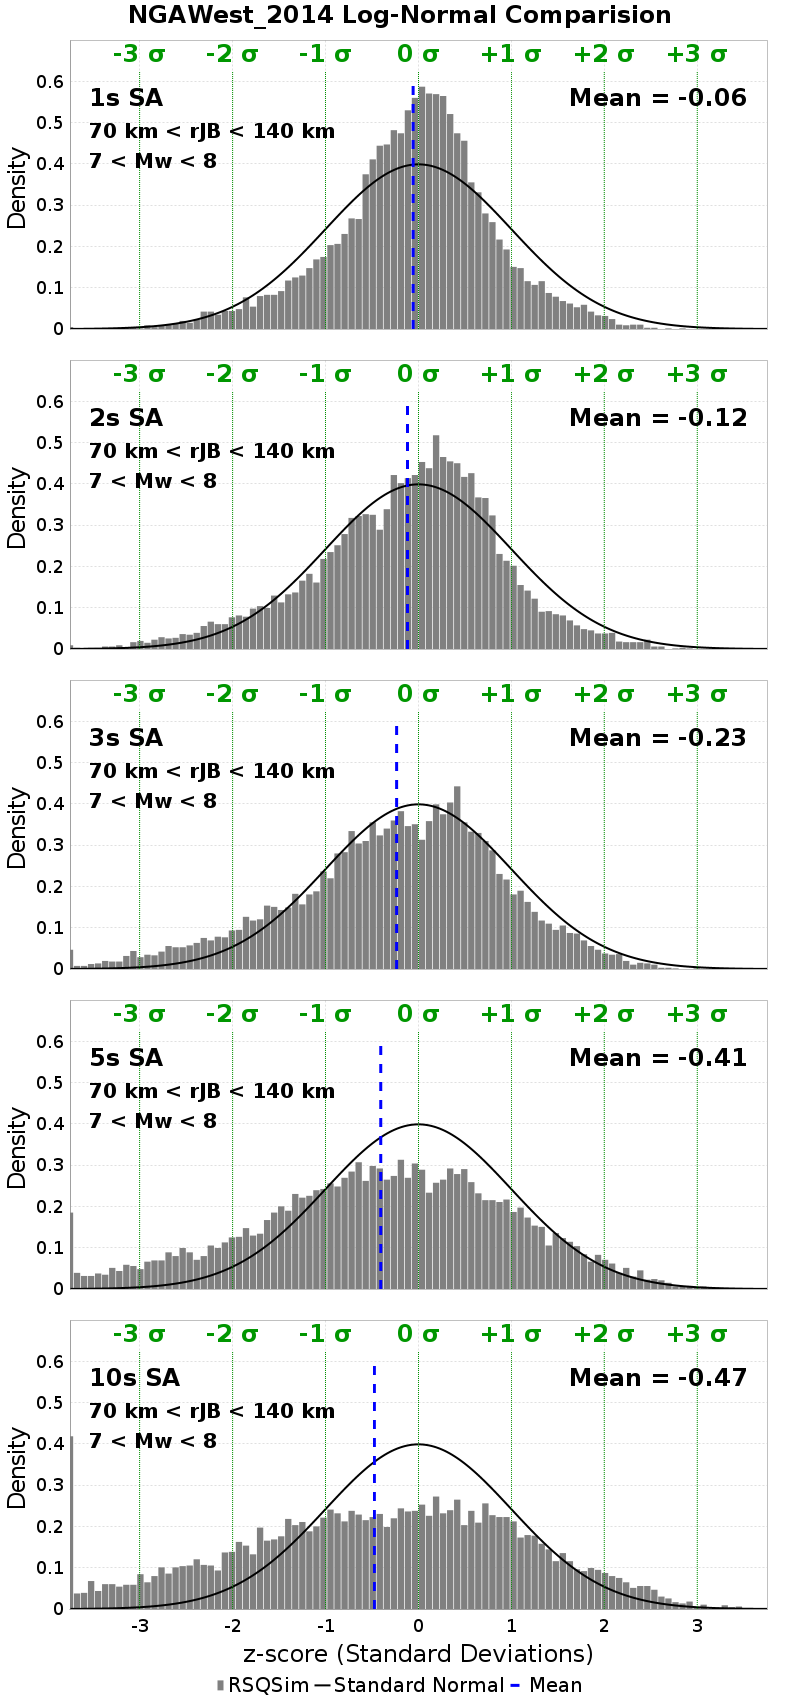 NGAWest_2014 Log-Normal Comparision
-3 σ -2 σ -1 σ 0 σ +1 σ +2 σ +3 σ
1s SA Mean = -0.06
70 km < rJB < 140 km
7 < Mw < 8
0.6
0.5
0.4
0.3
0.2
0.1
0
Density
-3 σ -2 σ -1 σ 0 σ +1 σ +2 σ +3 σ
2s SA Mean = -0.12
70 km < rJB < 140 km
7 < Mw < 8
0.6
0.5
0.4
0.3
0.2
0.1
0
Density
-3 σ -2 σ -1 σ 0 σ +1 σ +2 σ +3 σ
3s SA Mean = -0.23
70 km < rJB < 140 km
7 < Mw < 8
0.6
0.5
0.4
0.3
0.2
0.1
0
Density
-3 σ -2 σ -1 σ 0 σ +1 σ +2 σ +3 σ
5s SA Mean = -0.41
70 km < rJB < 140 km
7 < Mw < 8
0.6
0.5
0.4
0.3
0.2
0.1
0
Density
-3 σ -2 σ -1 σ 0 σ +1 σ +2 σ +3 σ
10s SA Mean = -0.47
70 km < rJB < 140 km
7 < Mw < 8
0.6
0.5
0.4
0.3
0.2
0.1
0
Density
-3 -2 -1 0 1 2 3
z-score (Standard Deviations)
RSQSim Standard Normal Mean